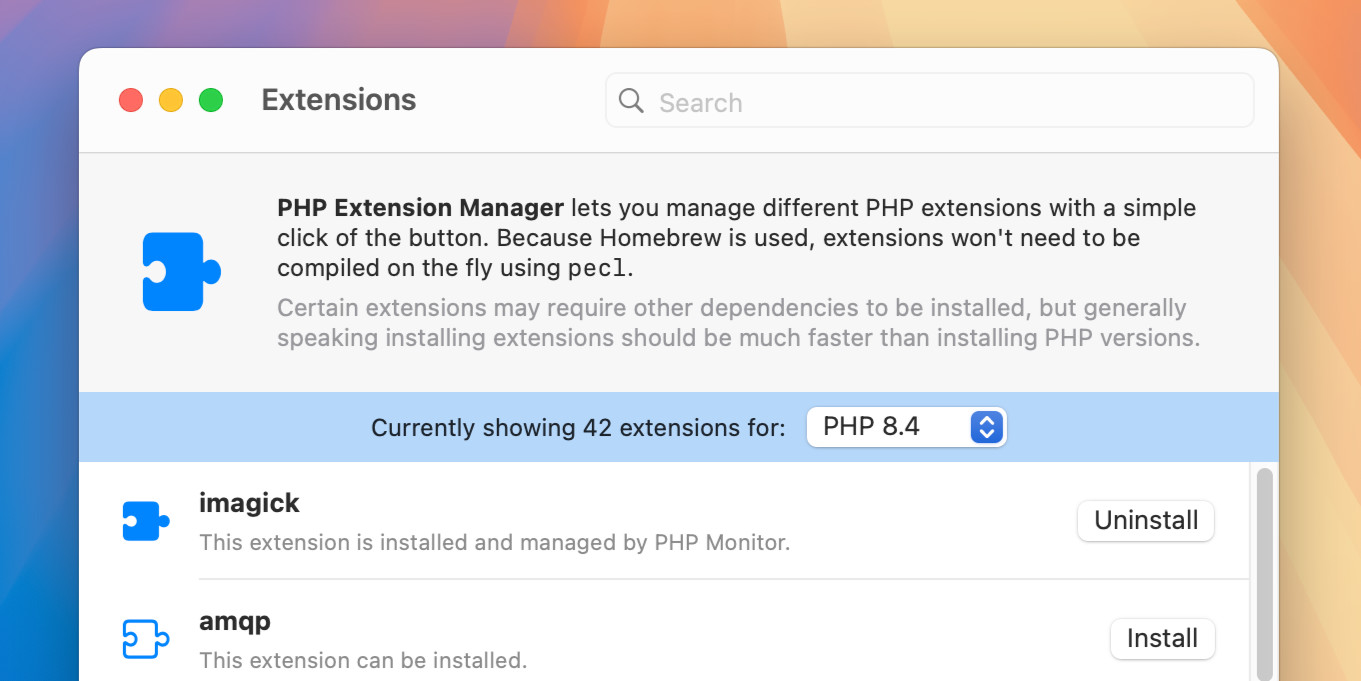 Extensions
Search
PHP Extension Manager lets you manage different PHP extensions with a simple
click of the button. Because Homebrew is used, extensions won't need to be
compiled on the fly using pecl.
Certain extensions may require other dependencies to be installed, but generally
speaking installing extensions should be much faster than installing PHP versions.
Currently showing 42 extensions for: PHP 8.4
imagick
This extension is installed and managed by PHP Monitor.
Uninstall
amqp
This extension can be installed.
Install